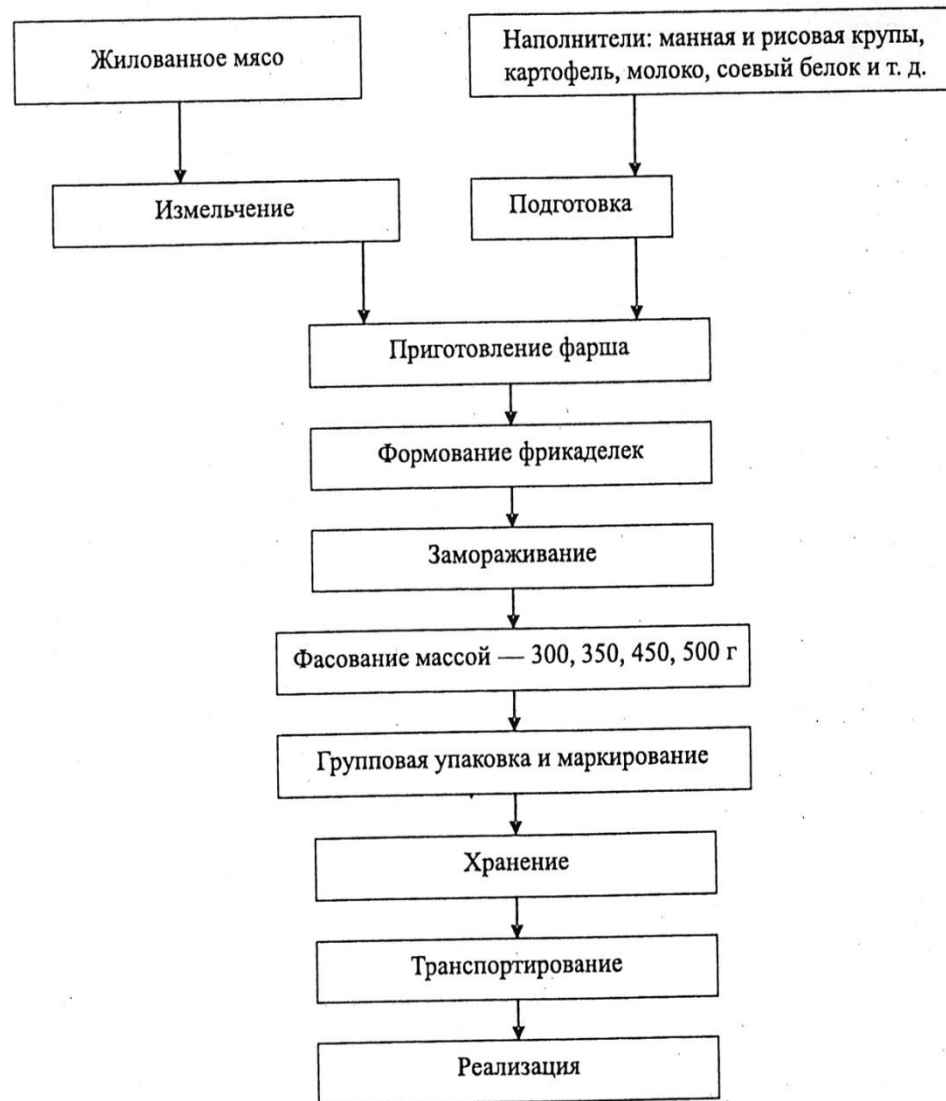 Жилованное мясо
Наполнители: манная и рисовая крупы,
картофель, молоко, соевый белок и т. д.
Измельчение
Подготовка
Приготовление фарша
Формование фрикаделек
Замораживание
Фасование массой — 300, 350, 450, 500 г
Групповая упаковка и маркирование
Хранение
Транспортирование
Реализация